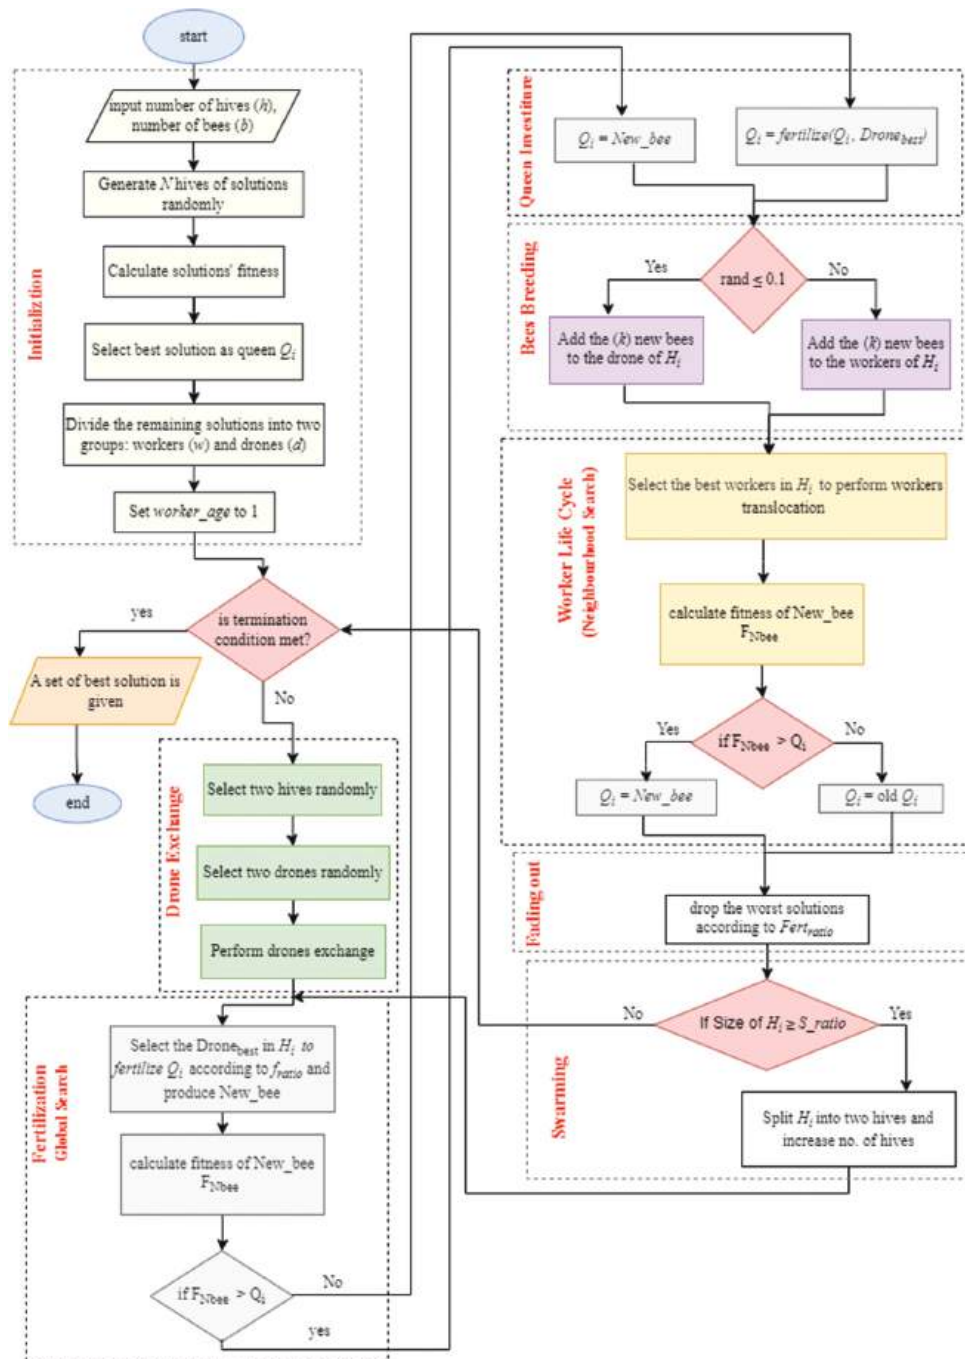 start
Initializtion
input number of hives (h),
number of bees (b)
Generate N hives of solutions
randomly
Calculate solutions' fitness
Select best solution as queen Qi
Divide the remaining solutions into two
groups: workers (w) and drones (d)
Set worker_age to 1
is termination
condition met?
yes
No
A set of best solution is
given
end
Drone Exchange
Select two hives randomly
Select two drones randomly
Perform drones exchange
Fertilization
Global Search
Select the Dronebest in Hi to
fertilize Qi according to fratio and
produce New_bee
calculate fitness of New_bee
FNbee
if FNbee > Qi
No
yes
Queen Investiture
Qi = New_bee
Qi = fertilize(Qi, Dronebest)
Bees Breeding
rand ≤ 0.1
Yes
No
Add the (k) new bees
to the drone of Hi
Add the (k) new bees
to the workers of Hi
Worker Life Cycle
(Neighbourhood Search)
Select the best workers in Hi to perform workers
translocation
calculate fitness of New_bee
FNbee
if FNbee > Qi
Yes
No
Qi = New_bee
Qi = old Qi
Fading out
drop the worst solutions
according to Fertratio
Swarming
If Size of Hi ≥ S_ratio
No
Yes
Split Hi into two hives and
increase no. of hives